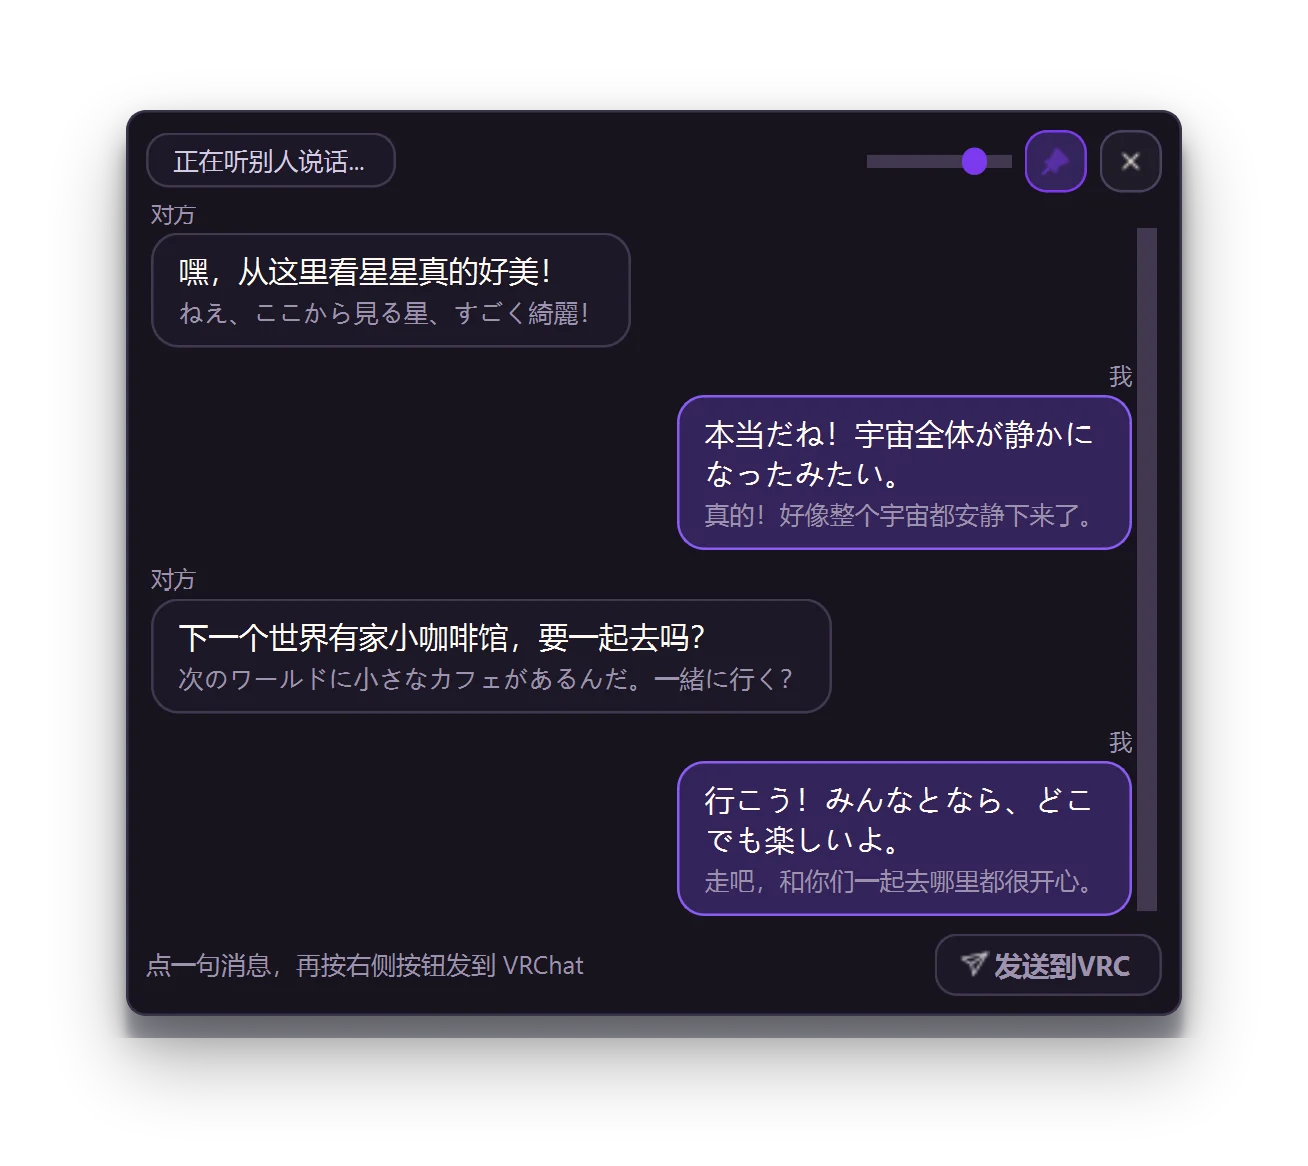 正在听别人说话...
对方
嘿，从这里看星星真的好美！
ねえ、ここから見る星、すごく綺麗！
我
本当だね！宇宙全体が静かに
なったみたい。
真的！好像整个宇宙都安静下来了。
对方
下一个世界有家小咖啡馆，要一起去吗？
次のワールドに小さなカフェがあるんだ。一緒に行く？
我
行こう！みんなとなら、どこ
でも楽しいよ。
走吧，和你们一起去哪里都很开心。
点一句消息，再按右侧按钮发到 VRChat
发送到VRC